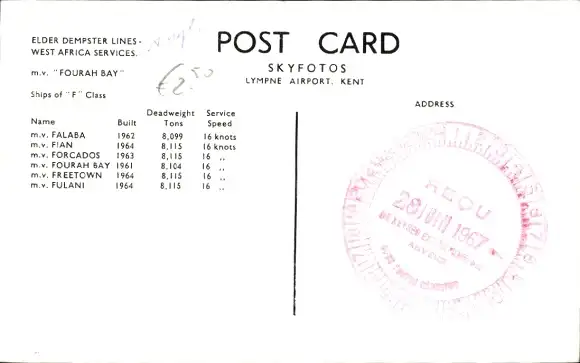 ELDER DEMPSTER LINES-
WEST AFRICA SERVICES.
m.v. "FOURAH BAY"
Ships of "F" Class
€2.50
POST CARD
SKYFOTOS
LYMPNE AIRPORT, KENT
ADDRESS
Name Built Deadweight Tons Service Speed
m.v. FALABA 1962 8,099 16 knots
m.v. FIAN 1964 8,115 16 knots
m.v. FORCADOS 1963 8,115 16 ,,
m.v. FOURAH BAY 1961 8,104 16 ,,
m.v. FREETOWN 1964 8,115 16 ,,
m.v. FULANI 1964 8,115 16 ,,
28 1967